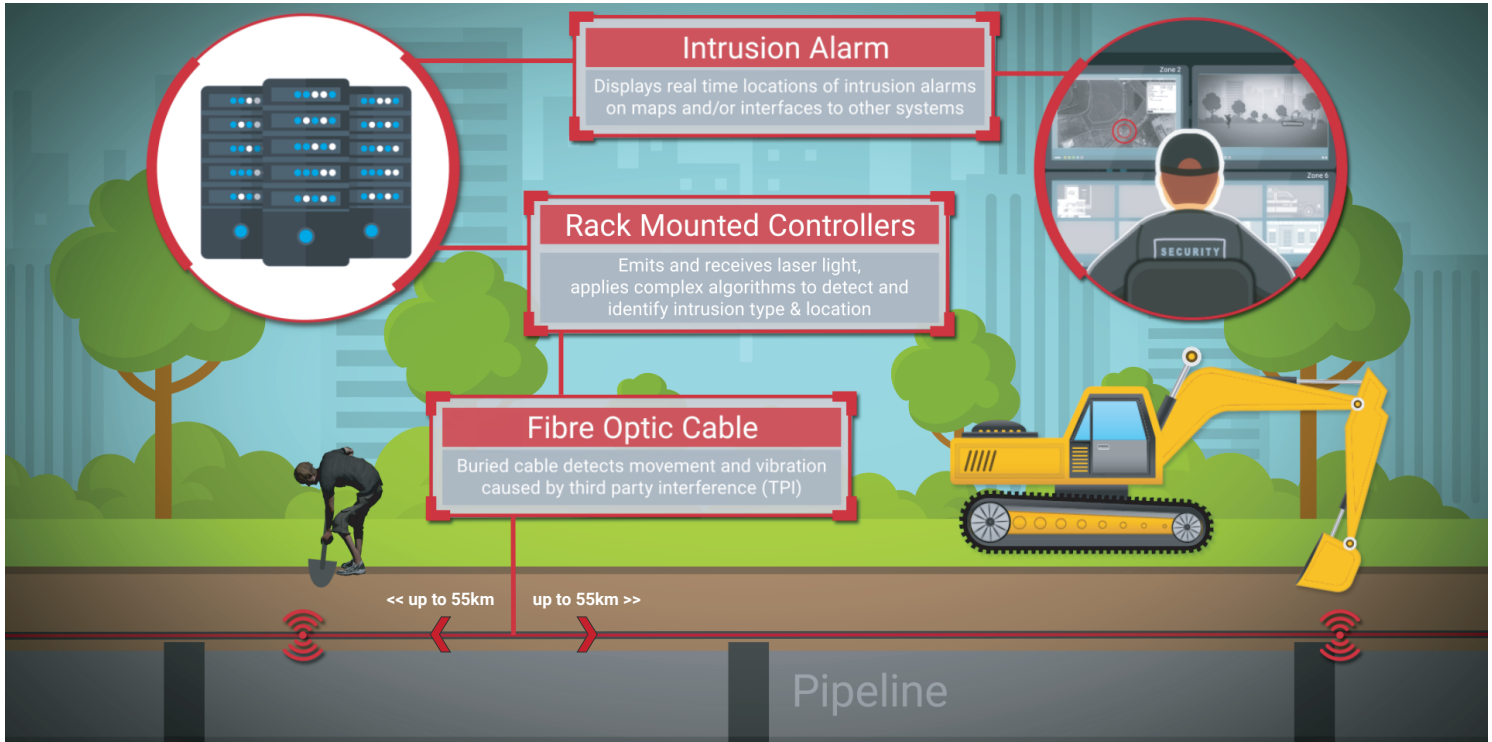 Intrusion Alarm
Displays real time locations of intrusion alarms
on maps and/or interfaces to other systems
Zone 2
Zone 6
SECURITY
Rack Mounted Controllers
Emits and receives laser light,
applies complex algorithms to detect and
identify intrusion type & location
Fibre Optic Cable
Buried cable detects movement and vibration
caused by third party interference (TPI)
<< up to 55km
up to 55km >>
Pipeline